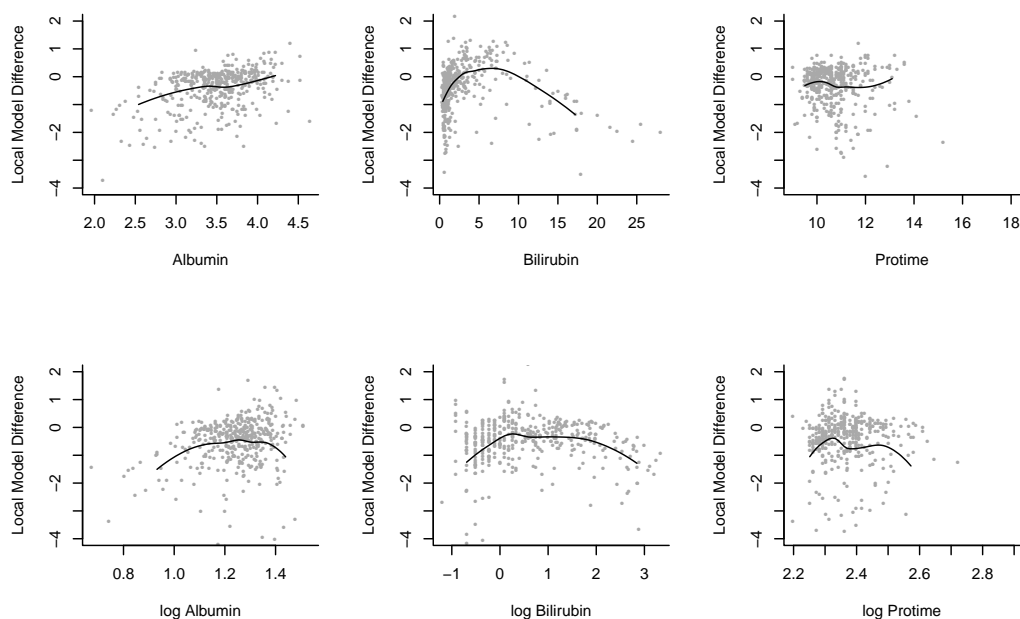 2
1
0
−2
−4
Local Model Difference
2.0 2.5 3.0 3.5 4.0 4.5
Albumin
2
1
0
−2
−4
Local Model Difference
0 5 10 15 20 25
Bilirubin
2
1
0
−2
−4
Local Model Difference
10 12 14 16 18
Protime
2
1
0
−2
−4
Local Model Difference
0.8 1.0 1.2 1.4
log Albumin
2
1
0
−2
−4
Local Model Difference
−1 0 1 2 3
log Bilirubin
2
1
0
−2
−4
Local Model Difference
2.2 2.4 2.6 2.8
log Protime